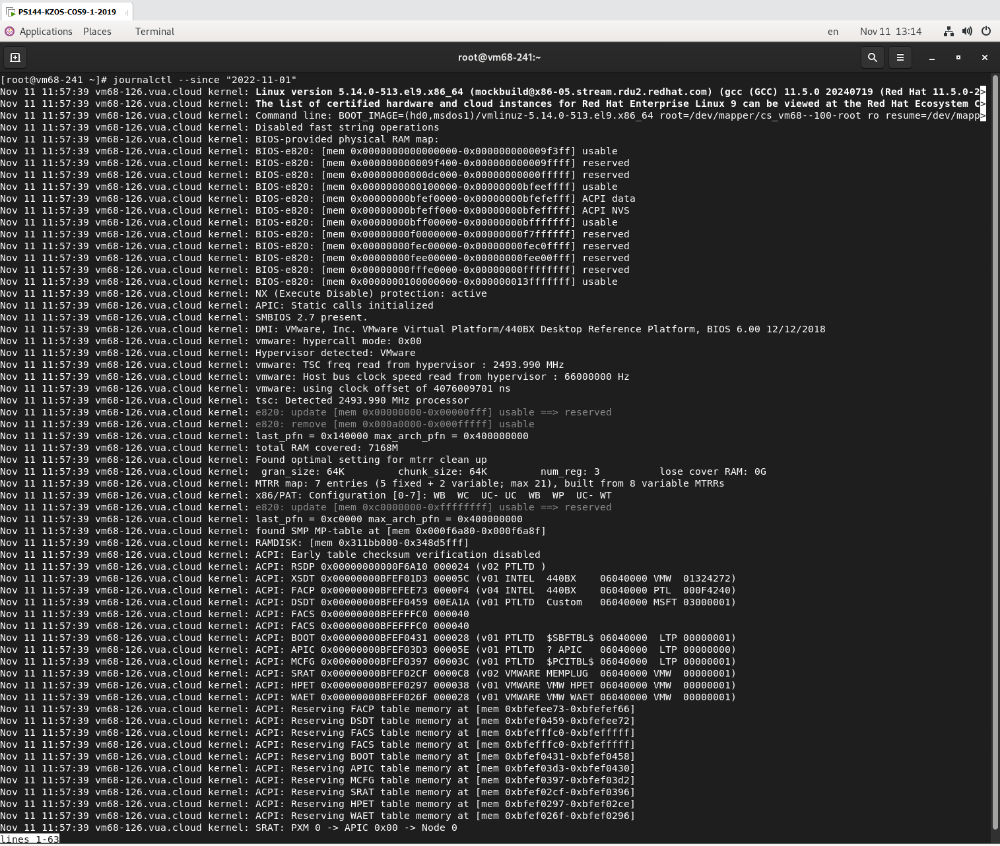 PS144-KZOS-COS9-1-2019
Applications Places Terminal en Nov 11 13:14
root@vm68-241:~
[root@vm68-241 ~]# journalctl --since "2022-11-01"
Nov 11 11:57:39 vm68-126.vua.cloud kernel: Linux version 5.14.0-513.el9.x86_64 (mockbuild@x86-05.stream.rdu2.redhat.com) (gcc (GCC) 11.5.0 20240719 (Red Hat 11.5.0-2>
Nov 11 11:57:39 vm68-126.vua.cloud kernel: The list of certified hardware and cloud instances for Red Hat Enterprise Linux 9 can be viewed at the Red Hat Ecosystem C>
Nov 11 11:57:39 vm68-126.vua.cloud kernel: Command line: BOOT_IMAGE=(hd0,msdos1)/vmlinuz-5.14.0-513.el9.x86_64 root=/dev/mapper/cs_vm68--100-root ro resume=/dev/mapp>
Nov 11 11:57:39 vm68-126.vua.cloud kernel: Disabled fast string operations
Nov 11 11:57:39 vm68-126.vua.cloud kernel: BIOS-provided physical RAM map:
Nov 11 11:57:39 vm68-126.vua.cloud kernel: BIOS-e820: [mem 0x0000000000000000-0x000000000009f3ff] usable
Nov 11 11:57:39 vm68-126.vua.cloud kernel: BIOS-e820: [mem 0x000000000009f400-0x000000000009ffff] reserved
Nov 11 11:57:39 vm68-126.vua.cloud kernel: BIOS-e820: [mem 0x00000000000dc000-0x00000000000fffff] reserved
Nov 11 11:57:39 vm68-126.vua.cloud kernel: BIOS-e820: [mem 0x0000000000100000-0x00000000bfeeffff] usable
Nov 11 11:57:39 vm68-126.vua.cloud kernel: BIOS-e820: [mem 0x00000000bfef0000-0x00000000bfefefff] ACPI data
Nov 11 11:57:39 vm68-126.vua.cloud kernel: BIOS-e820: [mem 0x00000000bfeff000-0x00000000bfefffff] ACPI NVS
Nov 11 11:57:39 vm68-126.vua.cloud kernel: BIOS-e820: [mem 0x00000000bff00000-0x00000000bfffffff] usable
Nov 11 11:57:39 vm68-126.vua.cloud kernel: BIOS-e820: [mem 0x00000000f0000000-0x00000000f7ffffff] reserved
Nov 11 11:57:39 vm68-126.vua.cloud kernel: BIOS-e820: [mem 0x00000000fec00000-0x00000000fec0ffff] reserved
Nov 11 11:57:39 vm68-126.vua.cloud kernel: BIOS-e820: [mem 0x00000000fee00000-0x00000000fee00fff] reserved
Nov 11 11:57:39 vm68-126.vua.cloud kernel: BIOS-e820: [mem 0x00000000fffe0000-0x00000000ffffffff] reserved
Nov 11 11:57:39 vm68-126.vua.cloud kernel: BIOS-e820: [mem 0x0000000100000000-0x000000013fffffff] usable
Nov 11 11:57:39 vm68-126.vua.cloud kernel: NX (Execute Disable) protection: active
Nov 11 11:57:39 vm68-126.vua.cloud kernel: APIC: Static calls initialized
Nov 11 11:57:39 vm68-126.vua.cloud kernel: SMBIOS 2.7 present.
Nov 11 11:57:39 vm68-126.vua.cloud kernel: DMI: VMware, Inc. VMware Virtual Platform/440BX Desktop Reference Platform, BIOS 6.00 12/12/2018
Nov 11 11:57:39 vm68-126.vua.cloud kernel: vmware: hypercall mode: 0x00
Nov 11 11:57:39 vm68-126.vua.cloud kernel: Hypervisor detected: VMware
Nov 11 11:57:39 vm68-126.vua.cloud kernel: vmware: TSC freq read from hypervisor : 2493.990 MHz
Nov 11 11:57:39 vm68-126.vua.cloud kernel: vmware: Host bus clock speed read from hypervisor : 66000000 Hz
Nov 11 11:57:39 vm68-126.vua.cloud kernel: vmware: using clock offset of 4076009701 ns
Nov 11 11:57:39 vm68-126.vua.cloud kernel: tsc: Detected 2493.990 MHz processor
Nov 11 11:57:39 vm68-126.vua.cloud kernel: e820: update [mem 0x00000000-0x00000fff] usable ==> reserved
Nov 11 11:57:39 vm68-126.vua.cloud kernel: e820: remove [mem 0x000a0000-0x000fffff] usable
Nov 11 11:57:39 vm68-126.vua.cloud kernel: last_pfn = 0x140000 max_arch_pfn = 0x400000000
Nov 11 11:57:39 vm68-126.vua.cloud kernel: total RAM covered: 7168M
Nov 11 11:57:39 vm68-126.vua.cloud kernel: Found optimal setting for mtrr clean up
Nov 11 11:57:39 vm68-126.vua.cloud kernel:  gran_size: 64K         chunk_size: 64K         num_reg: 3          lose cover RAM: 0G
Nov 11 11:57:39 vm68-126.vua.cloud kernel: MTRR map: 7 entries (5 fixed + 2 variable; max 21), built from 8 variable MTRRs
Nov 11 11:57:39 vm68-126.vua.cloud kernel: x86/PAT: Configuration [0-7]: WB  WC  UC- UC  WB  WP  UC- WT
Nov 11 11:57:39 vm68-126.vua.cloud kernel: e820: update [mem 0xc0000000-0xffffffff] usable ==> reserved
Nov 11 11:57:39 vm68-126.vua.cloud kernel: last_pfn = 0xc0000 max_arch_pfn = 0x400000000
Nov 11 11:57:39 vm68-126.vua.cloud kernel: found SMP MP-table at [mem 0x000f6a80-0x000f6a8f]
Nov 11 11:57:39 vm68-126.vua.cloud kernel: RAMDISK: [mem 0x311bb000-0x348d5fff]
Nov 11 11:57:39 vm68-126.vua.cloud kernel: ACPI: Early table checksum verification disabled
Nov 11 11:57:39 vm68-126.vua.cloud kernel: ACPI: RSDP 0x00000000000F6A10 000024 (v02 PTLTD )
Nov 11 11:57:39 vm68-126.vua.cloud kernel: ACPI: XSDT 0x00000000BFEF01D3 00005C (v01 INTEL  440BX    06040000 VMW  01324272)
Nov 11 11:57:39 vm68-126.vua.cloud kernel: ACPI: FACP 0x00000000BFEFEE73 0000F4 (v04 INTEL  440BX    06040000 PTL  000F4240)
Nov 11 11:57:39 vm68-126.vua.cloud kernel: ACPI: DSDT 0x00000000BFEF0459 00EA1A (v01 PTLTD  Custom   06040000 MSFT 03000001)
Nov 11 11:57:39 vm68-126.vua.cloud kernel: ACPI: FACS 0x00000000BFEFFFC0 000040
Nov 11 11:57:39 vm68-126.vua.cloud kernel: ACPI: FACS 0x00000000BFEFFFC0 000040
Nov 11 11:57:39 vm68-126.vua.cloud kernel: ACPI: BOOT 0x00000000BFEF0431 000028 (v01 PTLTD  $SBFTBL$ 06040000  LTP 00000001)
Nov 11 11:57:39 vm68-126.vua.cloud kernel: ACPI: APIC 0x00000000BFEF03D3 00005E (v01 PTLTD  ? APIC   06040000  LTP 00000000)
Nov 11 11:57:39 vm68-126.vua.cloud kernel: ACPI: MCFG 0x00000000BFEF0397 00003C (v01 PTLTD  $PCITBL$ 06040000  LTP 00000001)
Nov 11 11:57:39 vm68-126.vua.cloud kernel: ACPI: SRAT 0x00000000BFEF02CF 0000C8 (v02 VMWARE MEMPLUG  06040000 VMW  00000001)
Nov 11 11:57:39 vm68-126.vua.cloud kernel: ACPI: HPET 0x00000000BFEF0297 000038 (v01 VMWARE VMW HPET 06040000 VMW  00000001)
Nov 11 11:57:39 vm68-126.vua.cloud kernel: ACPI: WAET 0x00000000BFEF026F 000028 (v01 VMWARE VMW WAET 06040000 VMW  00000001)
Nov 11 11:57:39 vm68-126.vua.cloud kernel: ACPI: Reserving FACP table memory at [mem 0xbfefee73-0xbfefef66]
Nov 11 11:57:39 vm68-126.vua.cloud kernel: ACPI: Reserving DSDT table memory at [mem 0xbfef0459-0xbfefee72]
Nov 11 11:57:39 vm68-126.vua.cloud kernel: ACPI: Reserving FACS table memory at [mem 0xbfefffc0-0xbfefffff]
Nov 11 11:57:39 vm68-126.vua.cloud kernel: ACPI: Reserving FACS table memory at [mem 0xbfefffc0-0xbfefffff]
Nov 11 11:57:39 vm68-126.vua.cloud kernel: ACPI: Reserving BOOT table memory at [mem 0xbfef0431-0xbfef0458]
Nov 11 11:57:39 vm68-126.vua.cloud kernel: ACPI: Reserving APIC table memory at [mem 0xbfef03d3-0xbfef0430]
Nov 11 11:57:39 vm68-126.vua.cloud kernel: ACPI: Reserving MCFG table memory at [mem 0xbfef0397-0xbfef03d2]
Nov 11 11:57:39 vm68-126.vua.cloud kernel: ACPI: Reserving SRAT table memory at [mem 0xbfef02cf-0xbfef0396]
Nov 11 11:57:39 vm68-126.vua.cloud kernel: ACPI: Reserving HPET table memory at [mem 0xbfef0297-0xbfef02ce]
Nov 11 11:57:39 vm68-126.vua.cloud kernel: ACPI: Reserving WAET table memory at [mem 0xbfef026f-0xbfef0296]
Nov 11 11:57:39 vm68-126.vua.cloud kernel: SRAT: PXM 0 -> APIC 0x00 -> Node 0
lines 1-63